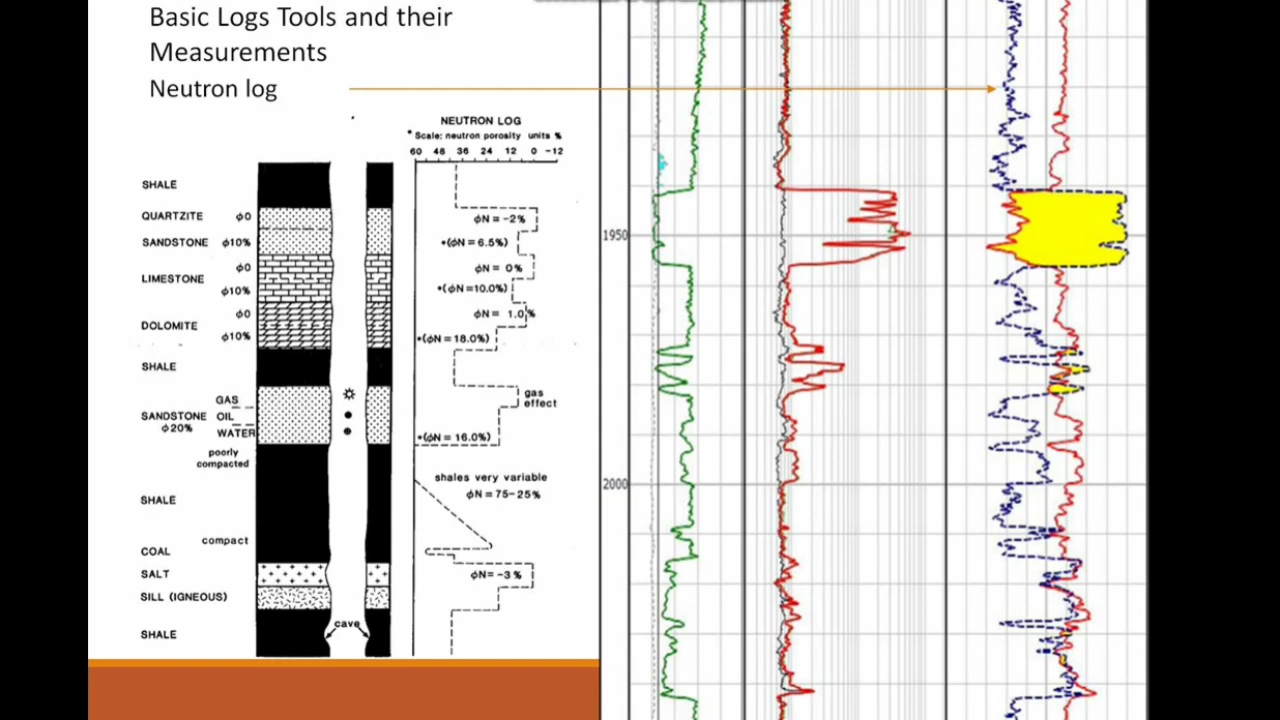 Basic Logs Tools and their
Measurements
Neutron log
NEUTRON LOG
* Scale: neutron porosity units %
60 48 36 24 12 0 -12
SHALE
QUARTZITE ϕ0
ϕN = -2%
SANDSTONE ϕ10%
*(ϕN = 6.5%)
ϕ0
ϕN = 0%
LIMESTONE
ϕ10%
*(ϕN = 10.0%)
ϕ0
ϕN = 1.0%
DOLOMITE
ϕ10%
*(ϕN = 18.0%)
SHALE
GAS
gas
effect
SANDSTONE OIL
ϕ20%
WATER
*(ϕN = 16.0%)
poorly
compacted
shales very variable
ϕN = 75-25%
SHALE
compact
COAL
SALT
ϕN = -3%
SILL (IGNEOUS)
cave
SHALE
1950
2000